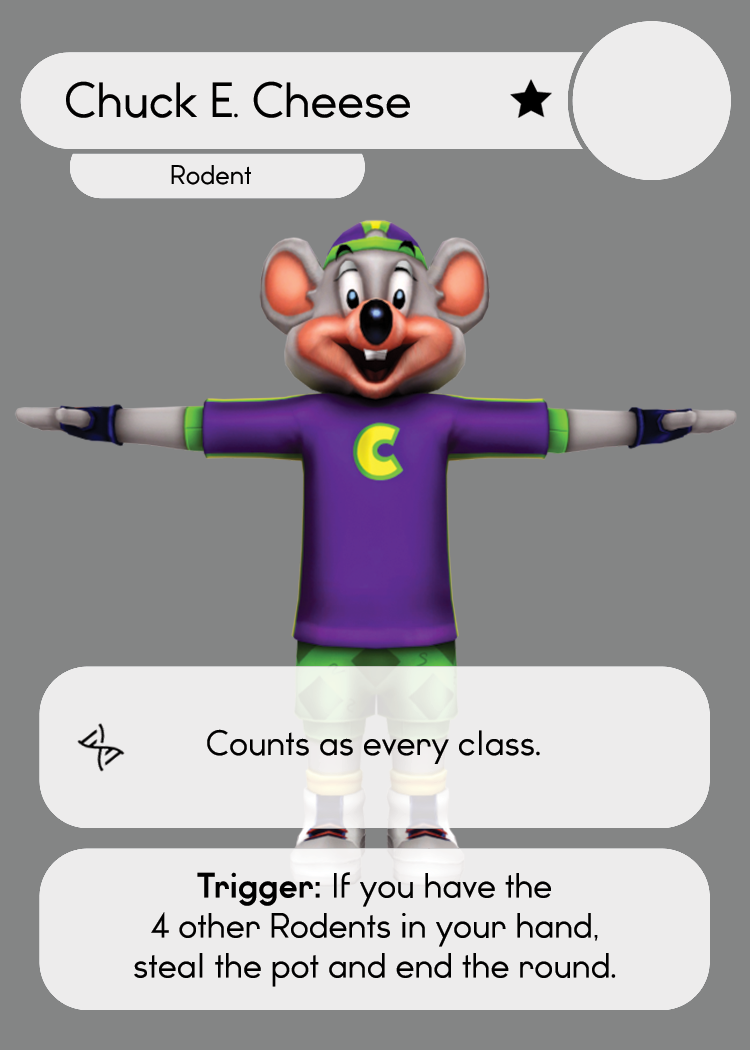 Chuck E. Cheese
Rodent
C
Counts as every class.
Trigger: If you have the
4 other Rodents in your hand,
steal the pot and end the round.